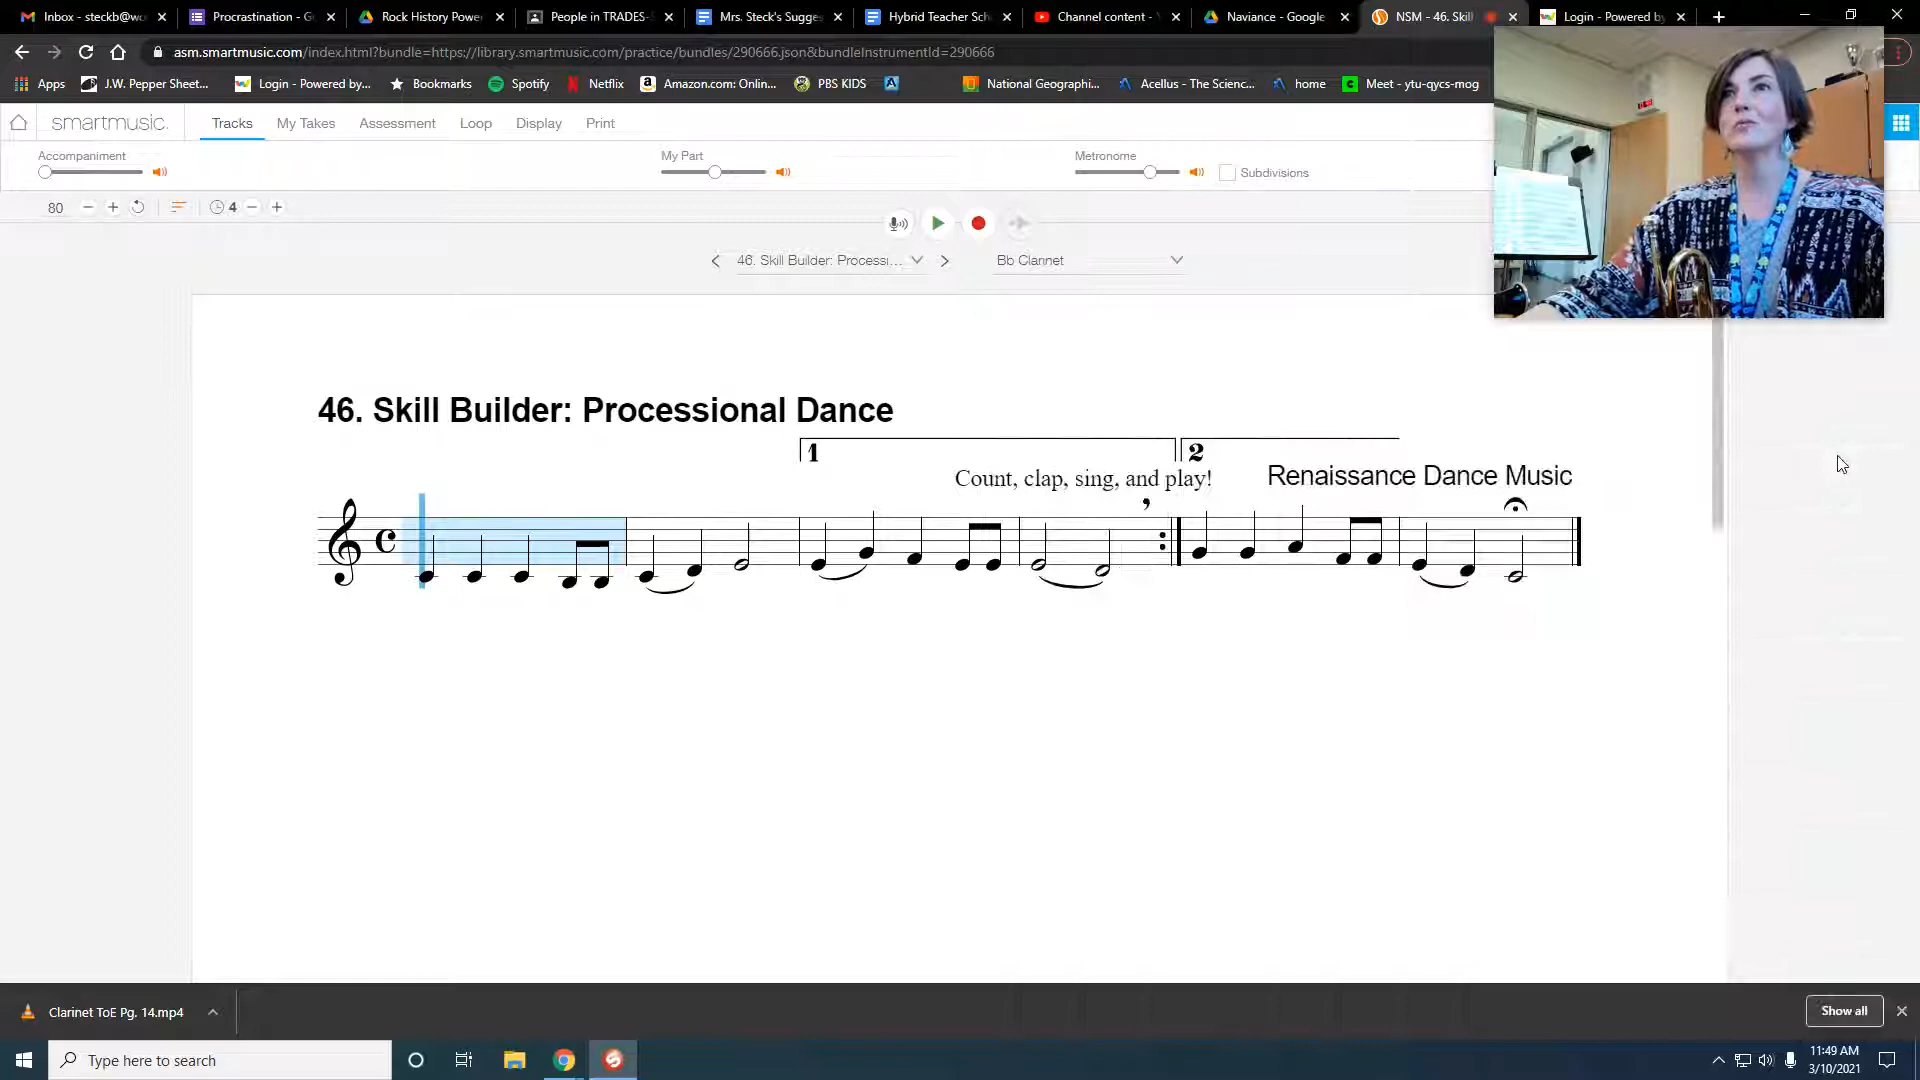 Inbox - steckb@wo
Procrastination - G
Rock History Powe
People in TRADES-
Mrs. Steck's Sugge
Hybrid Teacher Sch
Channel content -
Naviance - Google
NSM - 46. Skill
Login - Powered by
asm.smartmusic.com/index.html?bundle=https://library.smartmusic.com/practice/bundles/290666.json&bundleInstrumentId=290666
Apps
J.W. Pepper Sheet...
Login - Powered by...
Bookmarks
Spotify
Netflix
Amazon.com: Onlin...
PBS KIDS
National Geographi...
Acellus - The Scienc...
home
Meet - ytu-qycs-mog
smartmusic.
Tracks
My Takes
Assessment
Loop
Display
Print
Accompaniment
My Part
Metronome
Subdivisions
80
4
46. Skill Builder: Processi...
Bb Clarinet
46. Skill Builder: Processional Dance
1
2
Count, clap, sing, and play!
Renaissance Dance Music
Clarinet ToE Pg. 14.mp4
Show all
Type here to search
11:49 AM
3/10/2021